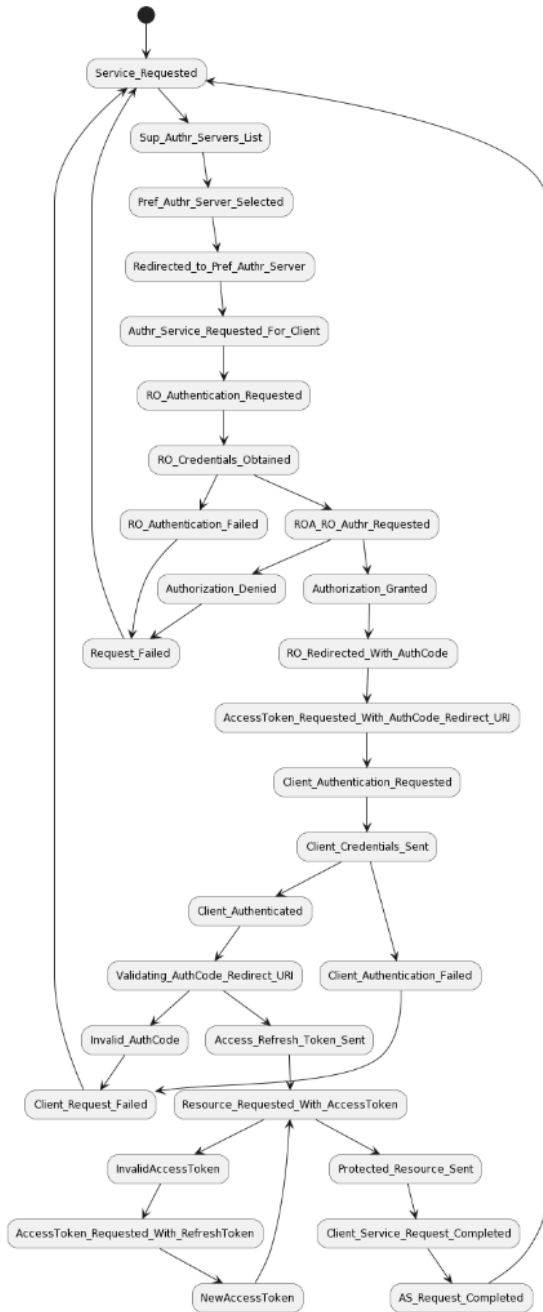 Service_Requested
Sup_Authr_Servers_List
Pref_Authr_Server_Selected
Redirected_to_Pref_Authr_Server
Authr_Service_Requested_For_Client
RO_Authentication_Requested
RO_Credentials_Obtained
RO_Authentication_Failed
ROA_RO_Authr_Requested
Authorization_Denied
Authorization_Granted
Request_Failed
RO_Redirected_With_AuthCode
AccessToken_Requested_With_AuthCode_Redirect_URI
Client_Authentication_Requested
Client_Credentials_Sent
Client_Authenticated
Validating_AuthCode_Redirect_URI
Client_Authentication_Failed
Invalid_AuthCode
Access_Refresh_Token_Sent
Client_Request_Failed
Resource_Requested_With_AccessToken
InvalidAccessToken
Protected_Resource_Sent
AccessToken_Requested_With_RefreshToken
Client_Service_Request_Completed
NewAccessToken
AS_Request_Completed